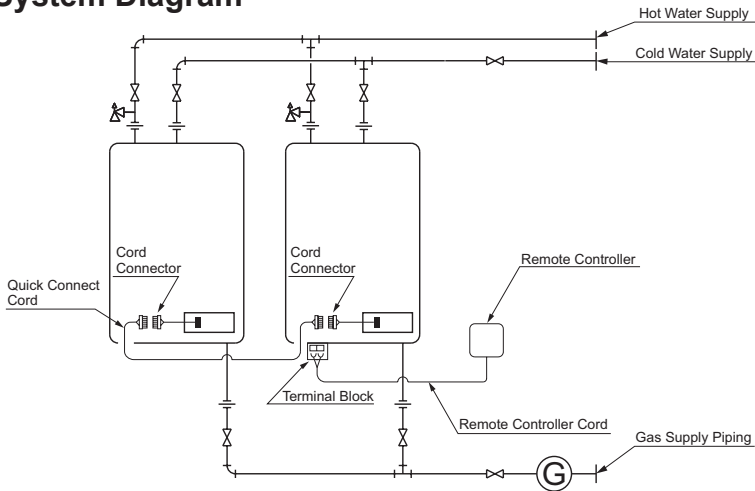 System Diagram
Hot Water Supply
Cold Water Supply
Cord
Connector
Cord
Connector
Quick Connect
Cord
Remote Controller
Terminal Block
Remote Controller Cord
Gas Supply Piping
G